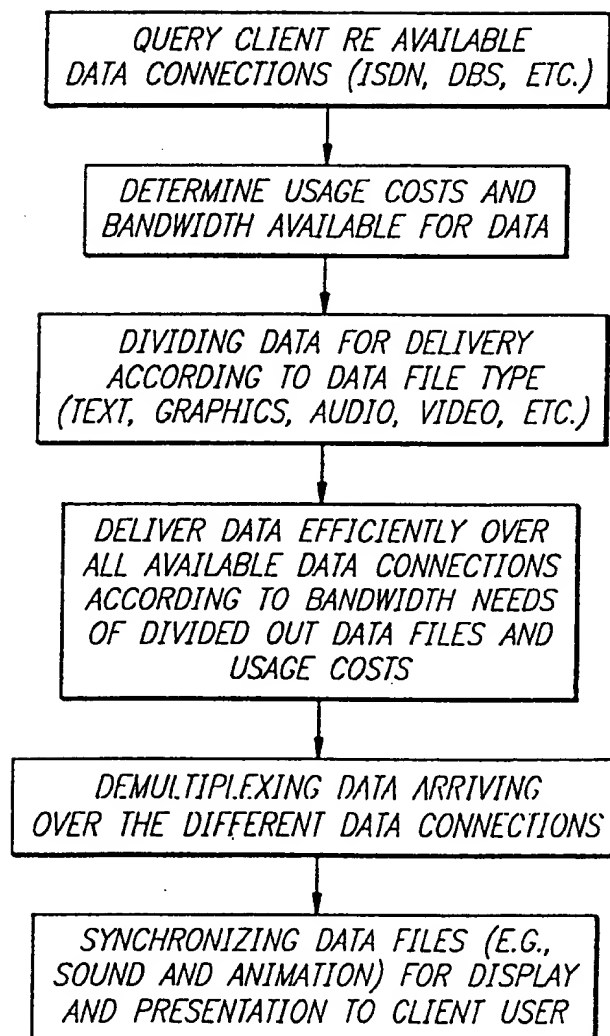 QUERY CLIENT RE AVAILABLE
DATA CONNECTIONS (ISDN, DBS, ETC.)
DETERMINE USAGE COSTS AND
BANDWIDTH AVAILABLE FOR DATA
DIVIDING DATA FOR DELIVERY
ACCORDING TO DATA FILE TYPE
(TEXT, GRAPHICS, AUDIO, VIDEO, ETC.)
DELIVER DATA EFFICIENTLY OVER
ALL AVAILABLE DATA CONNECTIONS
ACCORDING TO BANDWIDTH NEEDS
OF DIVIDED OUT DATA FILES AND
USAGE COSTS
DEMULTIPLEXING DATA ARRIVING
OVER THE DIFFERENT DATA CONNECTIONS
SYNCHRONIZING DATA FILES (E.G.,
SOUND AND ANIMATION) FOR DISPLAY
AND PRESENTATION TO CLIENT USER